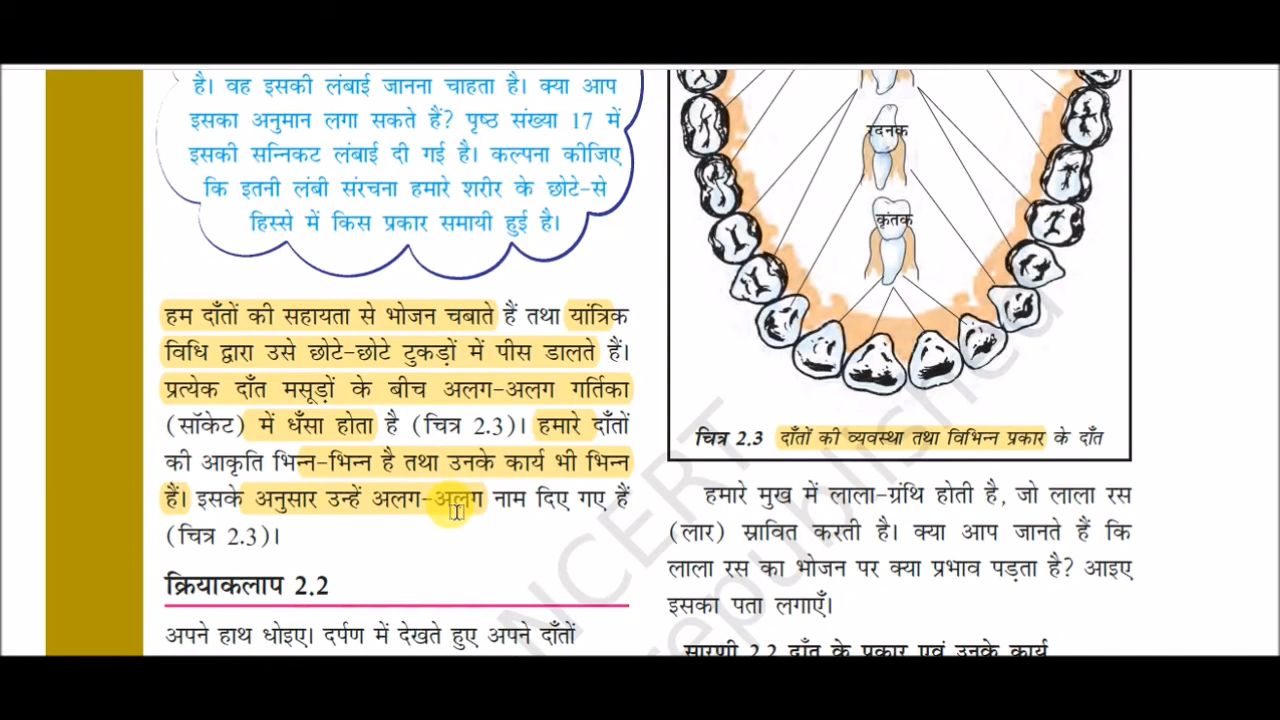 है। वह इसकी लंबाई जानना चाहता है। क्या आप
इसका अनुमान लगा सकते हैं? पृष्ठ संख्या 17 में
इसकी सन्निकट लंबाई दी गई है। कल्पना कीजिए
कि इतनी लंबी संरचना हमारे शरीर के छोटे-से
हिस्से में किस प्रकार समायी हुई है।
हम दाँतों की सहायता से भोजन चबाते हैं तथा यांत्रिक
विधि द्वारा उसे छोटे-छोटे टुकड़ों में पीस डालते हैं।
प्रत्येक दाँत मसूड़ों के बीच अलग-अलग गर्तिका
(सॉकेट) में धँसा होता है (चित्र 2.3)। हमारे दाँतों
की आकृति भिन्न-भिन्न है तथा उनके कार्य भी भिन्न
हैं। इसके अनुसार उन्हें अलग-अलग नाम दिए गए हैं
(चित्र 2.3)।
क्रियाकलाप 2.2
अपने हाथ धोइए। दर्पण में देखते हुए अपने दाँतों
रदनक
कृंतक
चित्र 2.3 दाँतों की व्यवस्था तथा विभिन्न प्रकार के दाँत
हमारे मुख में लाला-ग्रंथि होती है, जो लाला रस
(लार) स्रावित करती है। क्या आप जानते हैं कि
लाला रस का भोजन पर क्या प्रभाव पड़ता है? आइए
इसका पता लगाएँ।
सारणी 2.2 दाँत के प्रकार एवं उनके कार्य
NCERT
republished